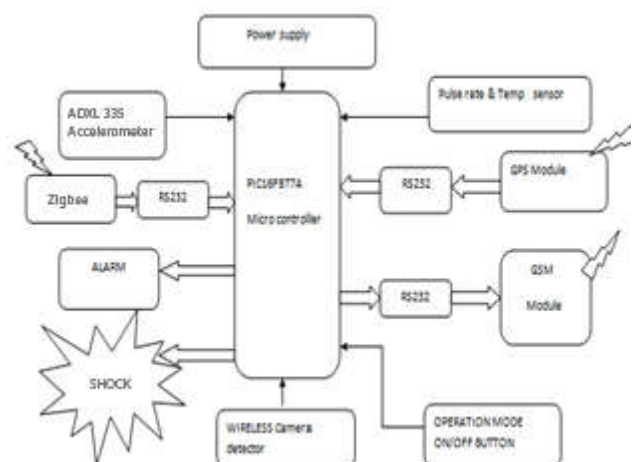 Power supply
ADXL 335
Accelerometer
Pulse rate & Temp sensor
PIC16F877A
Micro controller
Zigbee
RS232
RS232
GPS Module
ALARM
GSM
Module
RS232
SHOCK
WIRELESS Camera
detector
OPERATION MODE
ON/OFF BUTTON